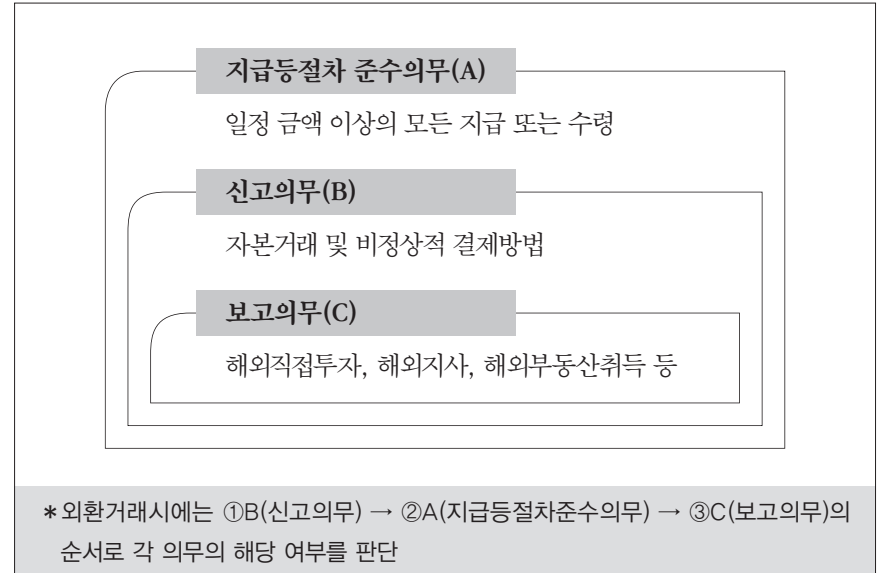 지급등절차 준수의무(A)
일정 금액 이상의 모든 지급 또는 수령
신고의무(B)
자본거래 및 비정상적 결제방법
보고의무(C)
해외직접투자, 해외지사, 해외부동산취득 등
*외환거래시에는 ①B(신고의무) → ②A(지급등절차준수의무) → ③C(보고의무)의
순서로 각 의무의 해당 여부를 판단